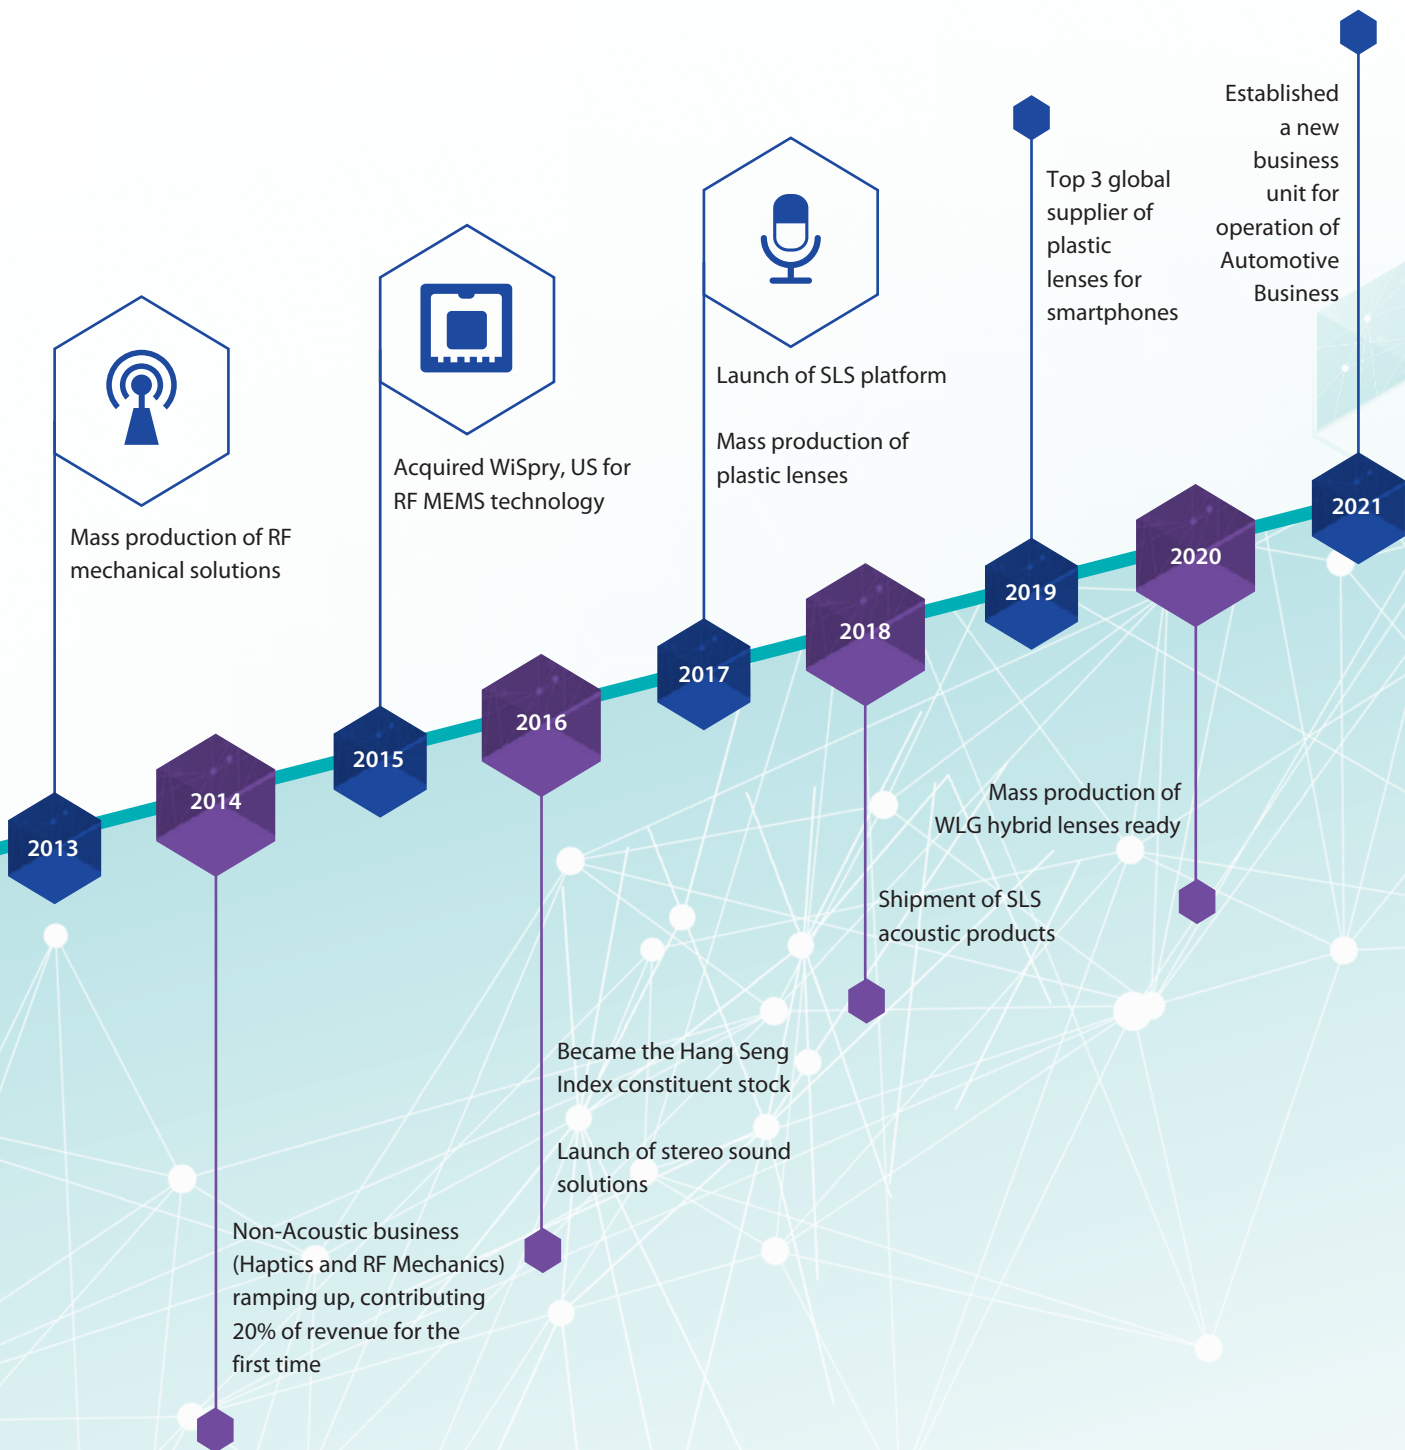 2013
Mass production of RF
mechanical solutions
2014
Non-Acoustic business
(Haptics and RF Mechanics)
ramping up, contributing
20% of revenue for the
first time
2015
Acquired WiSpry, US for
RF MEMS technology
2016
Became the Hang Seng
Index constituent stock
Launch of stereo sound
solutions
2017
Launch of SLS platform
Mass production of
plastic lenses
2018
Shipment of SLS
acoustic products
2019
Top 3 global
supplier of
plastic
lenses for
smartphones
2020
Mass production of
WLG hybrid lenses ready
2021
Established
a new
business
unit for
operation of
Automotive
Business